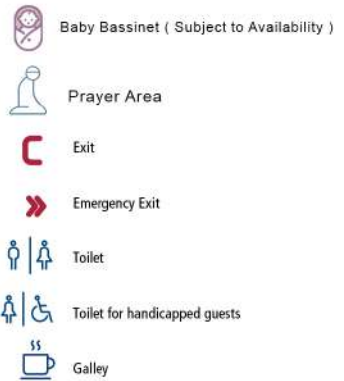 Baby Bassinet ( Subject to Availability )
Prayer Area
Exit
Emergency Exit
Toilet
Toilet for handicapped guests
Galley